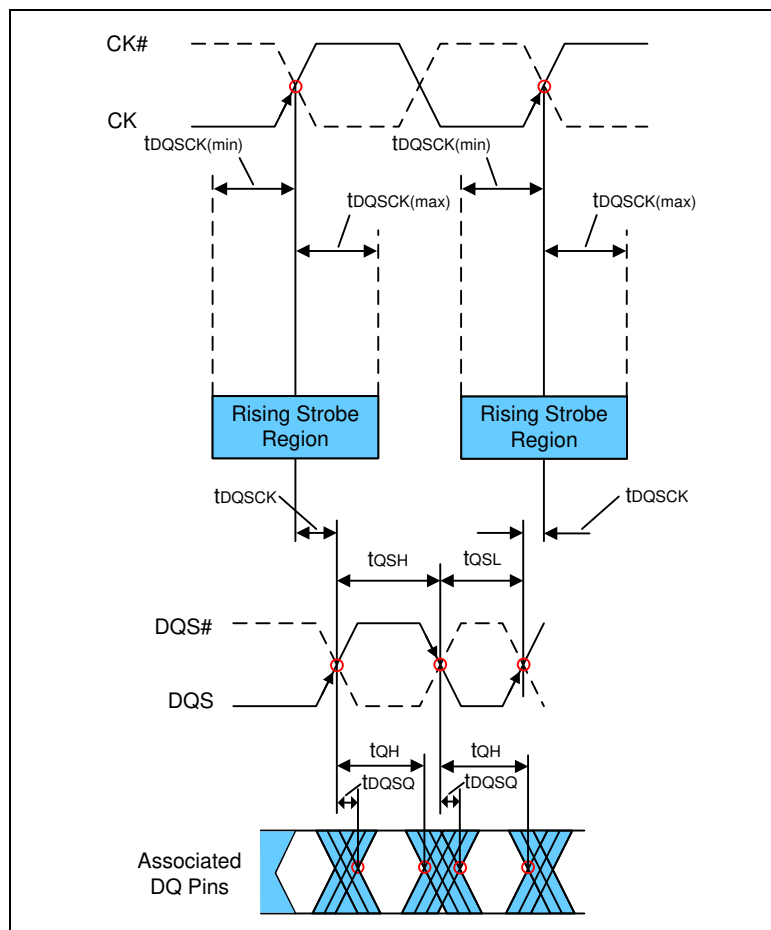 CK#
CK
tDQSCK(min)
tDQSCK(min)
tDQSCK(max)
tDQSCK(max)
Rising Strobe
Region
Rising Strobe
Region
tDQSCK
tDQSCK
tQSH
tQSL
DQS#
DQS
tQH
tQH
tDQSQ
tDQSQ
Associated
DQ Pins